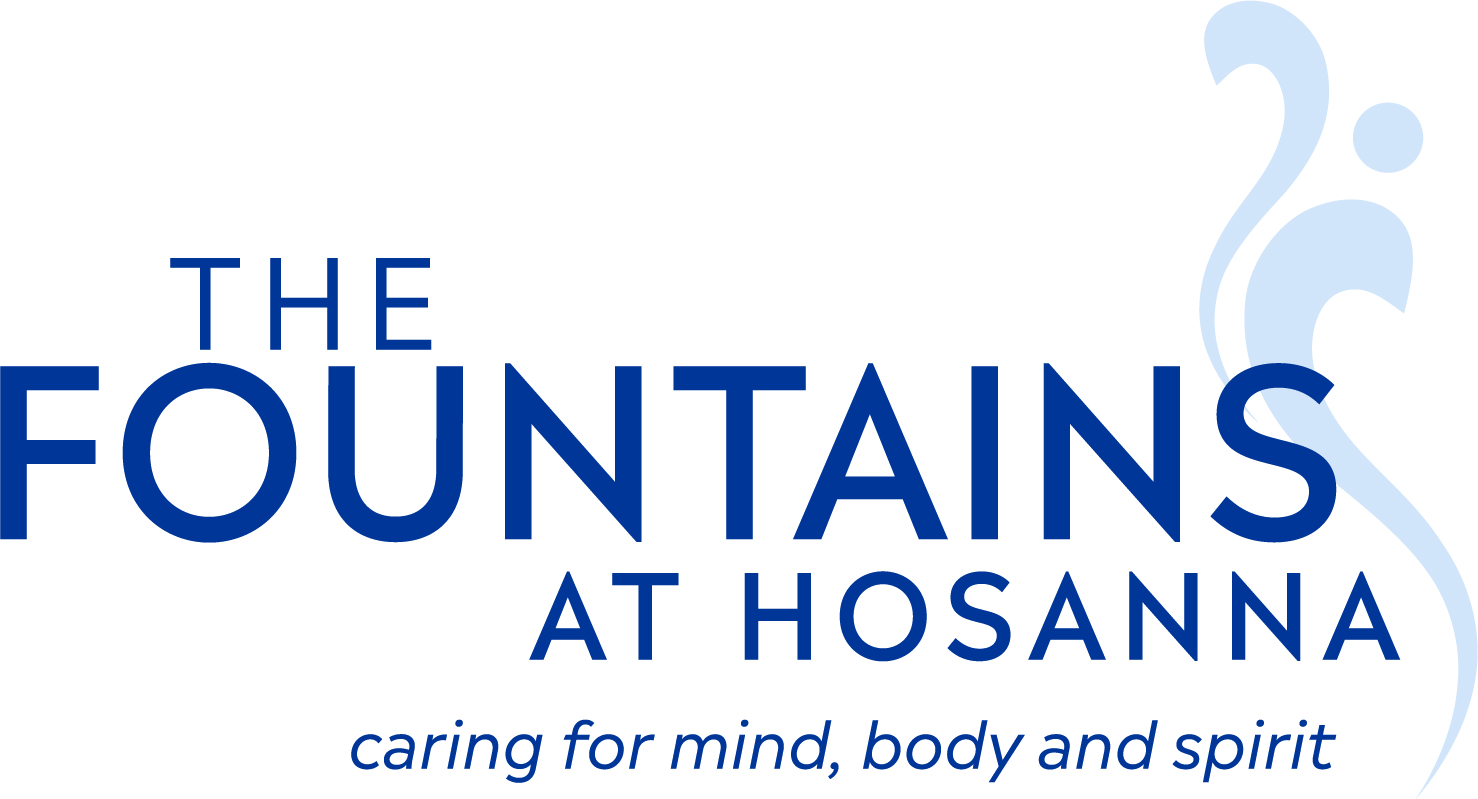 THE
FOUNTAINS
AT HOSANNA
caring for mind, body and spirit